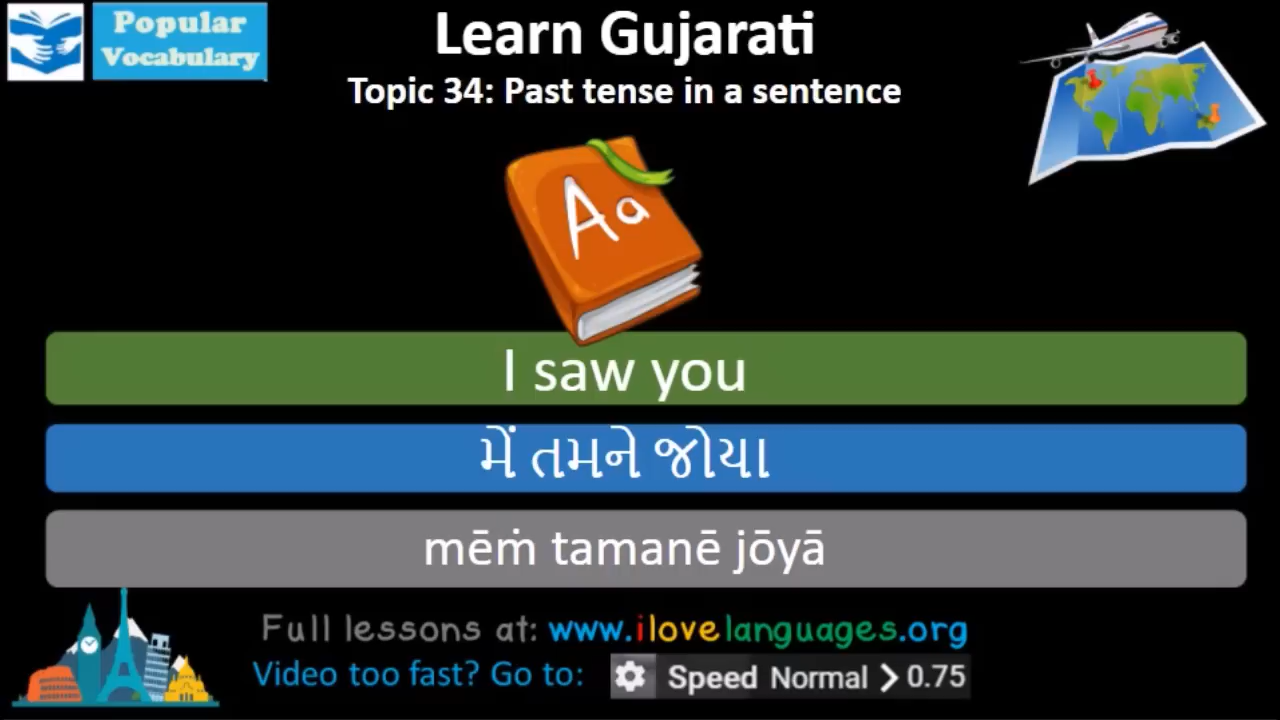 Popular
Vocabulary
Learn Gujarati
Topic 34: Past tense in a sentence
Aa
I saw you
મેં તમને જોયા
mēṁ tamanē jōyā
Full lessons at: www.ilovelanguages.org
Video too fast? Go to: Speed Normal > 0.75